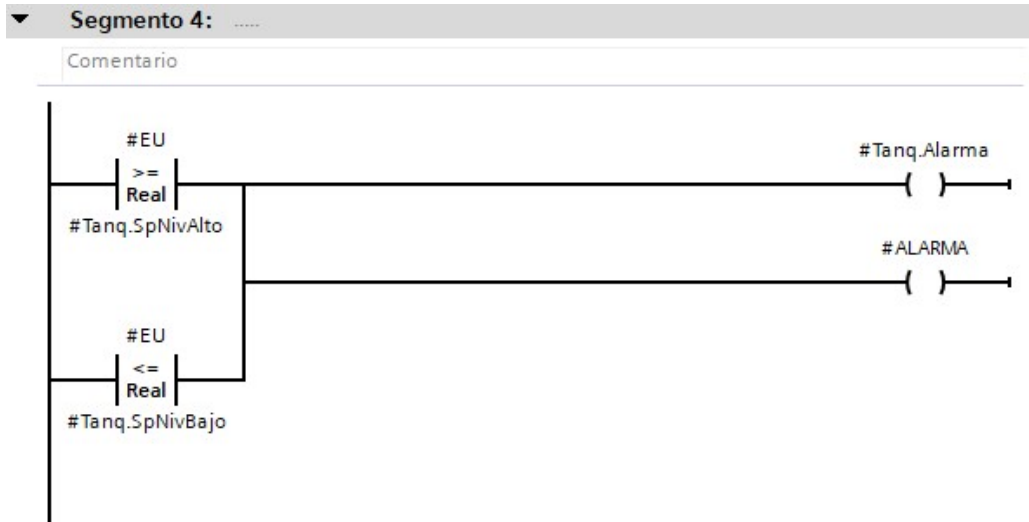 Segmento 4: .....
Comentario
#EU
>=
Real
#Tanq.SpNivAlto
#Tanq.Alarma
( )
#ALARMA
( )
#EU
<=
Real
#Tanq.SpNivBajo